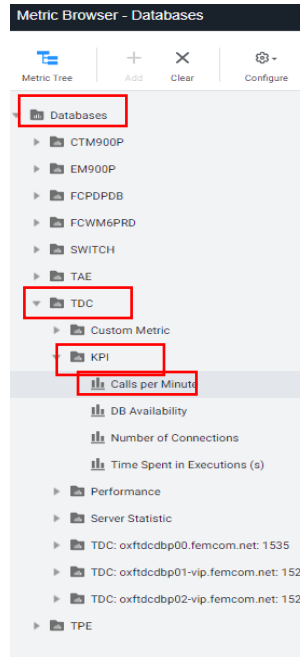 Metric Browser - Databases
Metric Tree
Add
Clear
Configure
Databases
CTM900P
EM900P
FCPDPDB
FCWM6PRD
SWITCH
TAE
TDC
Custom Metric
KPI
Calls per Minute
DB Availability
Number of Connections
Time Spent in Executions (s)
Performance
Server Statistic
TDC: oxftdcdbp00.femcom.net: 1535
TDC: oxftdcdbp01-vip.femcom.net: 152
TDC: oxftdcdbp02-vip.femcom.net: 152
TPE